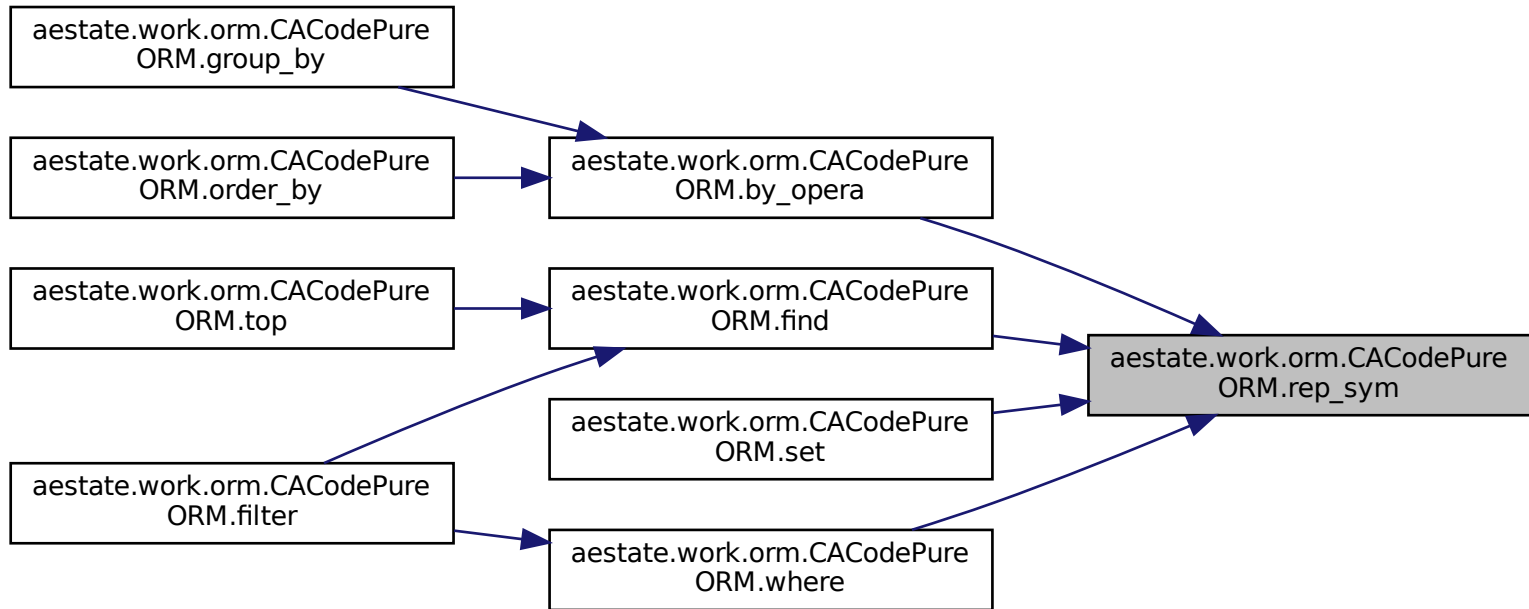 aestate.work.orm.CACodePure
ORM.group_by
aestate.work.orm.CACodePure
ORM.order_by
aestate.work.orm.CACodePure
ORM.by_opera
aestate.work.orm.CACodePure
ORM.top
aestate.work.orm.CACodePure
ORM.find
aestate.work.orm.CACodePure
ORM.rep_sym
aestate.work.orm.CACodePure
ORM.set
aestate.work.orm.CACodePure
ORM.filter
aestate.work.orm.CACodePure
ORM.where